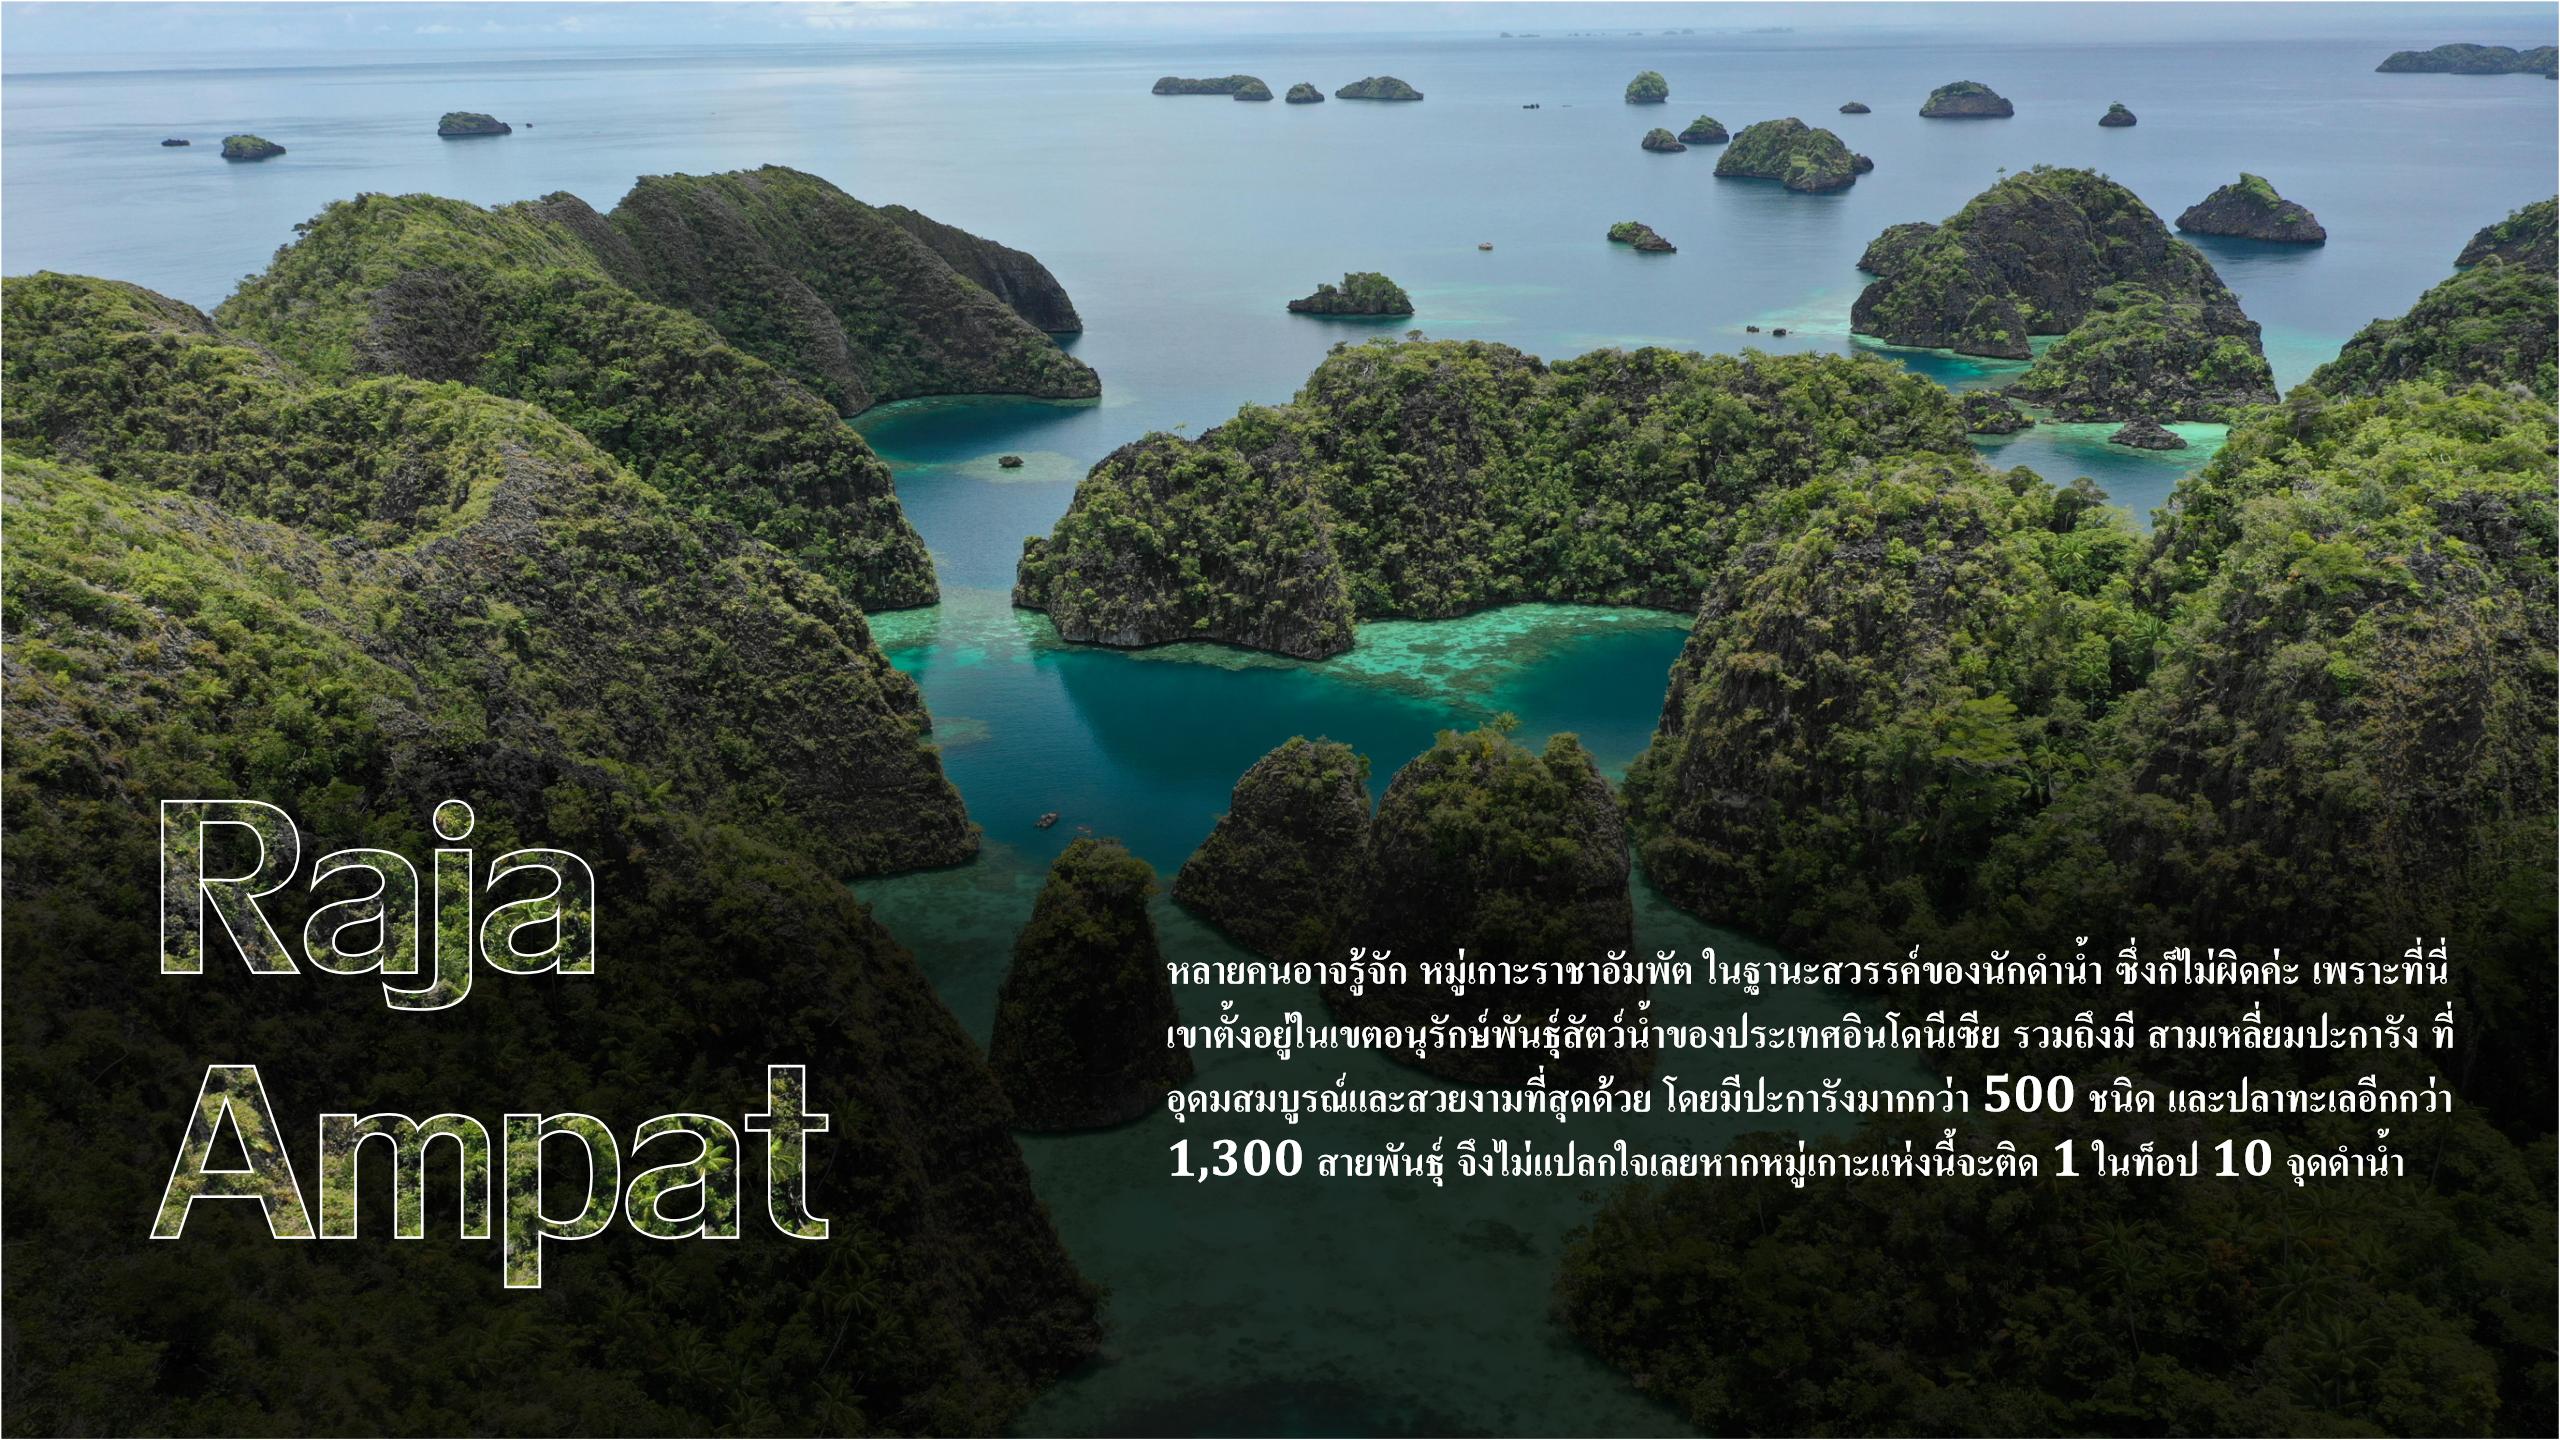 Raja
Ampat
หลายคนอาจรู้จัก หมู่เกาะราชาอัมพัต ในฐานะสวรรค์ของนักดำน้ำ ซึ่งก็ไม่ผิดค่ะ เพราะที่นี่
เขาตั้งอยู่ในเขตอนุรักษ์พันธุ์สัตว์น้ำของประเทศอินโดนีเซีย รวมถึงมี สามเหลี่ยมปะการัง ที่
อุดมสมบูรณ์และสวยงามที่สุดด้วย โดยมีปะการังมากกว่า 500 ชนิด และปลาทะเลอีกกว่า
1,300 สายพันธุ์ จึงไม่แปลกใจเลยหากหมู่เกาะแห่งนี้จะติด 1 ในท็อป 10 จุดดำน้ำ